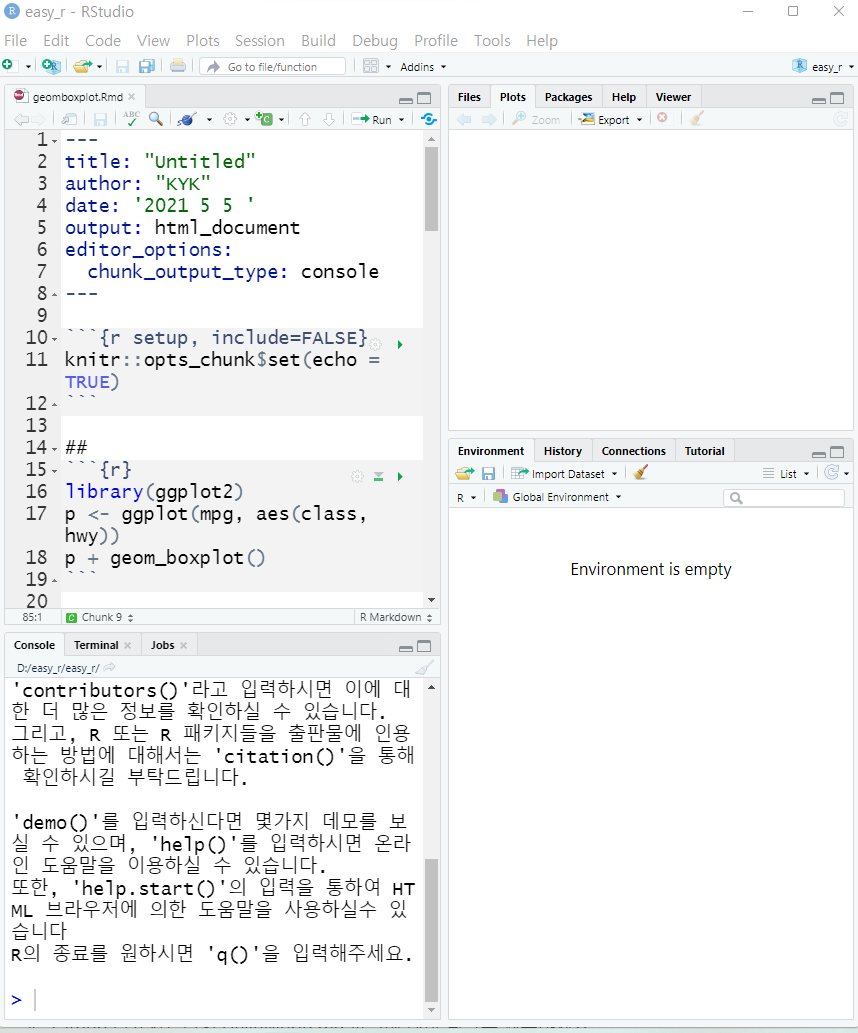 easy_r - RStudio
File Edit Code View Plots Session Build Debug Profile Tools Help
Go to file/function Addins easy_r
geomboxplot.Rmd
ABC Run
1 ---
2 title: "Untitled"
3 author: "KYK"
4 date: '2021 5 5 '
5 output: html_document
6 editor_options:
7 chunk_output_type: console
8 ---
9
10 ```{r setup, include=FALSE}
11 knitr::opts_chunk$set(echo =
TRUE)
12 ```
13
14 ##
15 ```{r}
16 library(ggplot2)
17 p <- ggplot(mpg, aes(class,
hwy))
18 p + geom_boxplot()
19 ```
20
85:1 C Chunk 9 R Markdown
Console Terminal Jobs
D:/easy_r/easy_r/
'contributors()'라고 입력하시면 이에 대
한 더 많은 정보를 확인하실 수 있습니다.
그리고, R 또는 R 패키지들을 출판물에 인용
하는 방법에 대해서는 'citation()'을 통해
확인하시길 부탁드립니다.
'demo()'를 입력하신다면 몇가지 데모를 보
실 수 있으며, 'help()'를 입력하시면 온라
인 도움말을 이용하실 수 있습니다.
또한, 'help.start()'의 입력을 통하여 HT
ML 브라우저에 의한 도움말을 사용하실수 있
습니다
R의 종료를 원하시면 'q()'을 입력해주세요.
>
Files Plots Packages Help Viewer
Zoom Export
Environment History Connections Tutorial
Import Dataset List
R Global Environment
Environment is empty